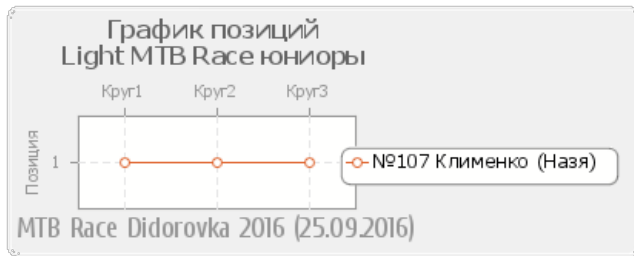 График позиций
Light MTB Race юниоры
Круг1 Круг2 Круг3
Позиция
1
№107 Клименко (Назя)
MTB Race Didorovka 2016 (25.09.2016)